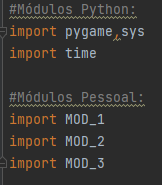 #Módulos Python:
import pygame,sys
import time
#Módulos Pessoal:
import MOD_1
import MOD_2
import MOD_3